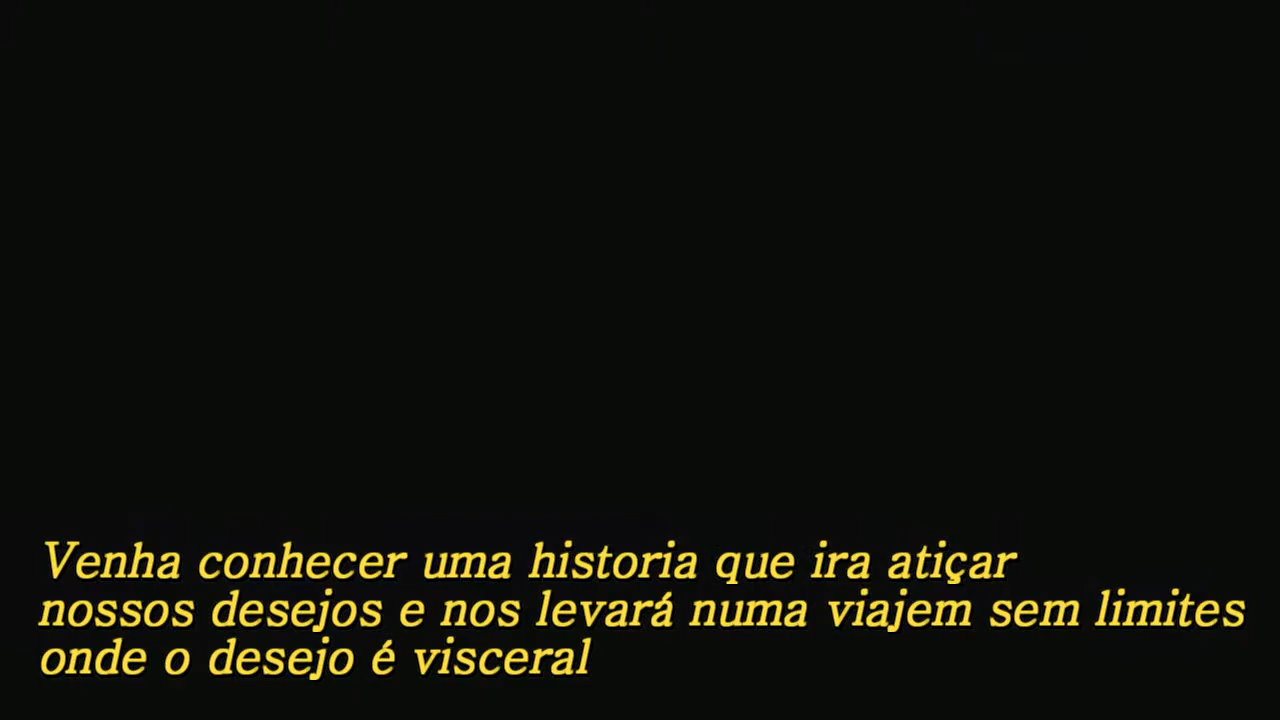 Venha conhecer uma historia que ira atiçar
nossos desejos e nos levará numa viajem sem limites
onde o desejo é visceral